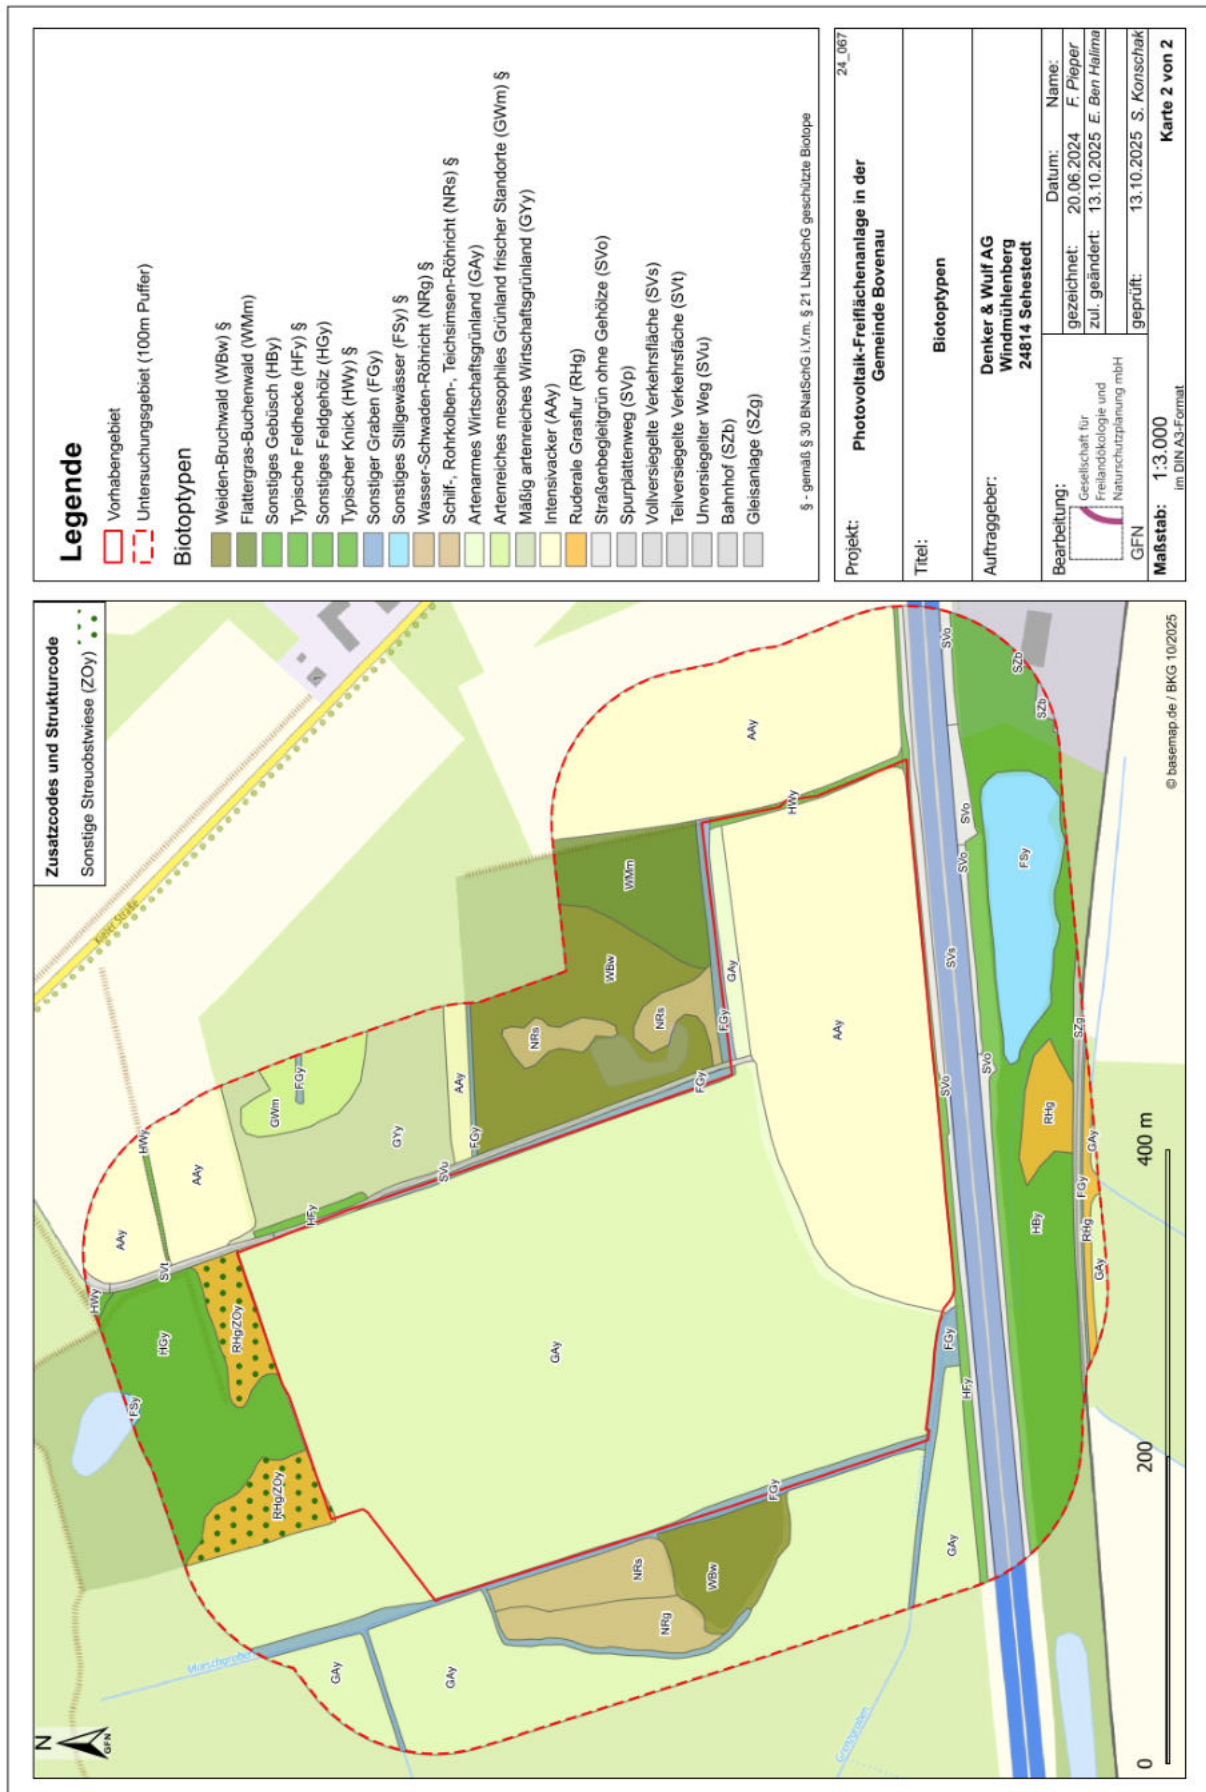 Legende
Vorhabengebiet
Untersuchungsgebiet (100m Puffer)
Biotoptypen
Weiden-Bruchwald (WBw) §
Flattergras-Buchenwald (WMm)
Sonstiges Gebüsch (HBy)
Typische Feldhecke (HFy) §
Sonstiges Feldgehölz (HGy)
Typischer Knick (HWy) §
Sonstiger Graben (FGy)
Sonstiges Stillgewässer (FSy) §
Wasser-Schwaden-Röhricht (NRg) §
Schilf-, Rohrkolben-, Teichsimsen-Röhricht (NRs) §
Artenarmes Wirtschaftsgrünland (GAy)
Artenreiches mesophiles Grünland frischer Standorte (GWm) §
Mäßig artenreiches Wirtschaftsgrünland (GYy)
Intensivacker (AAy)
Ruderale Grasflur (RHg)
Straßenbegleitgrün ohne Gehölze (SVo)
Spurplattenweg (SVp)
Vollversiegelte Verkehrsfläche (SVs)
Teilversiegelte Verkehrsfäche (SVt)
Unversiegelter Weg (SVu)
Bahnhof (SZb)
Gleisanlage (SZg)
§ - gemäß § 30 BNatSchG i.V.m. § 21 LNatSchG geschützte Biotope
Projekt:
24_067
Photovoltaik-Freiflächenanlage in der
Gemeinde Bovenau
Titel:
Biotoptypen
Auftraggeber:
Denker & Wulf AG
Windmühlenberg
24814 Sehestedt
Bearbeitung:
Datum: Name:
Gesellschaft für
Freilandökologie und
Naturschutzplanung mbH
GFN
gezeichnet: 20.06.2024 F. Pieper
zul. geändert: 13.10.2025 E. Ben Halima
geprüft: 13.10.2025 S. Konschak
Maßstab: 1:3.000
im DIN A3-Format
Karte 2 von 2
Zusatzcodes und Strukturcode
Sonstige Streuobstwiese (ZOy)
N
GFN
Kieler Straße
HWy
AAy
AAy
HWy
SVt
HGy
FSy
RHg/ZOy
RHg/ZOy
GWm
FGy
GYy
HFy
SVu
AAy
FGy
WBw
NRs
NRs
WMm
AAy
HWy
GAy
FGy
FGy
AAy
GAy
GAy
GAy
NRs
NRg
WBw
FGy
FGy
HFy
GAy
SVo
SVs
SVo
SVo
SVo
SVo
SZb
SZb
FSy
RHg
HBy
SZg
FGy
RHg
GAy
GAy
Grenzgraben
0 200 400 m
© basemap.de / BKG 10/2025